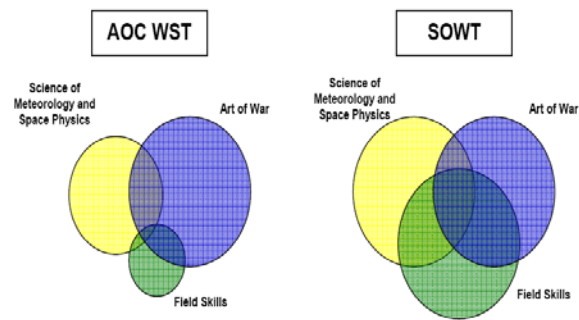 AOC WST
SOWT
Science of
Meteorology and
Space Physics
Art of War
Field Skills
Science of
Meteorology and
Space Physics
Art of War
Field Skills